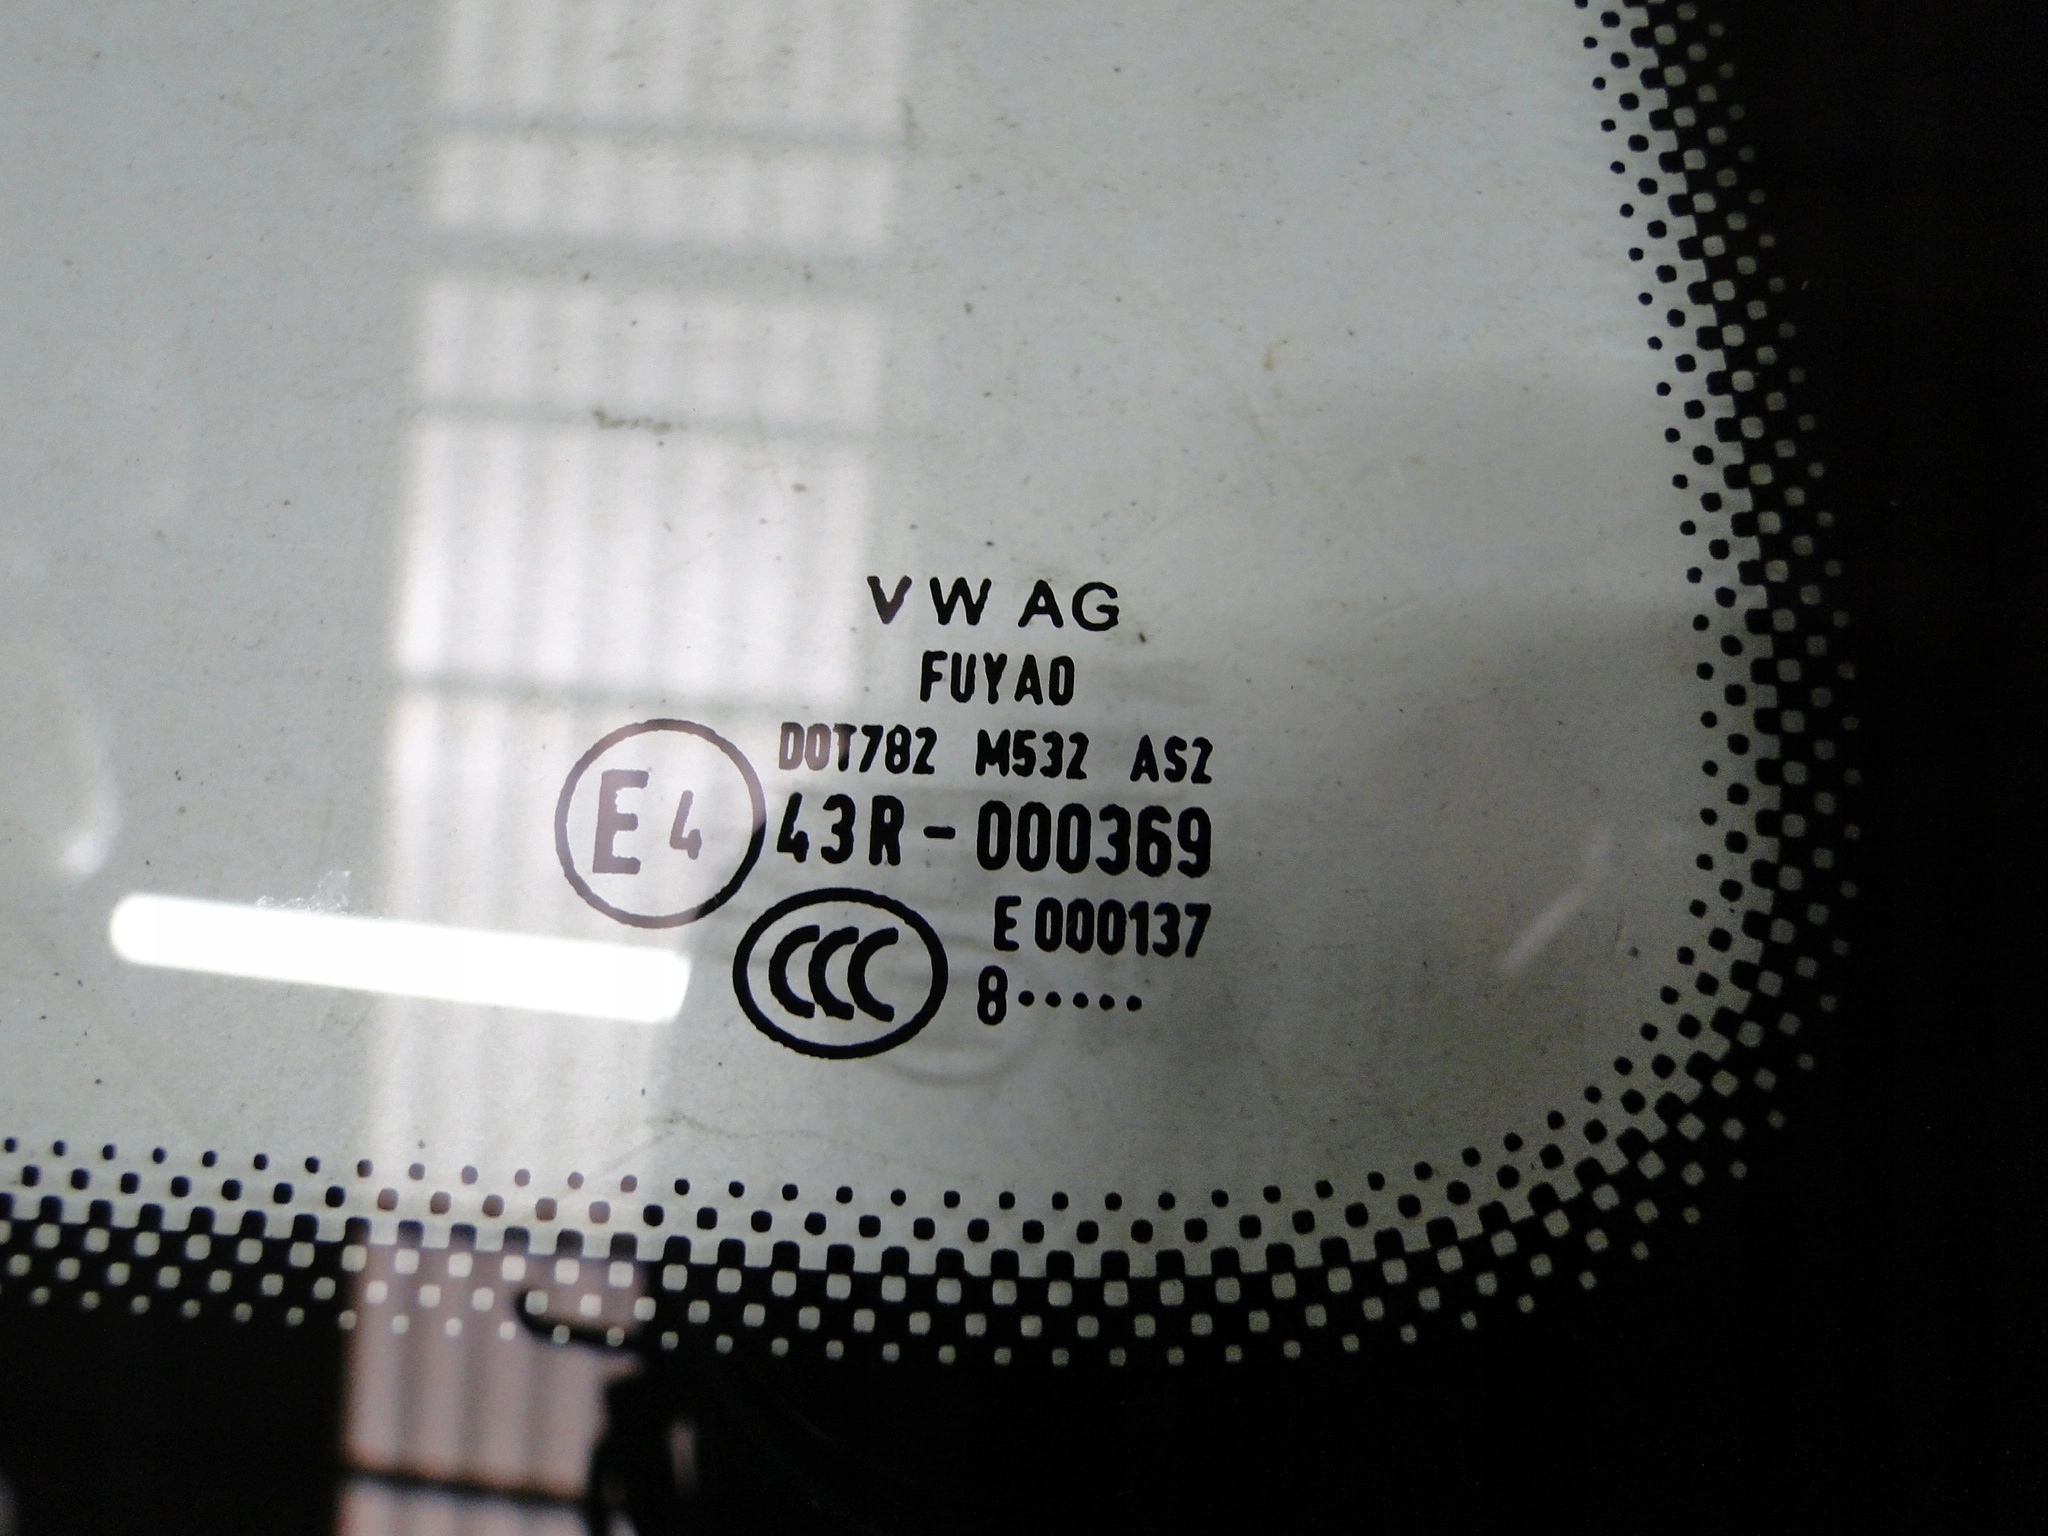 VW AG
FUYAO
DOT782 M532 AS2
E4 43R-000369
CCC E000137
8·····